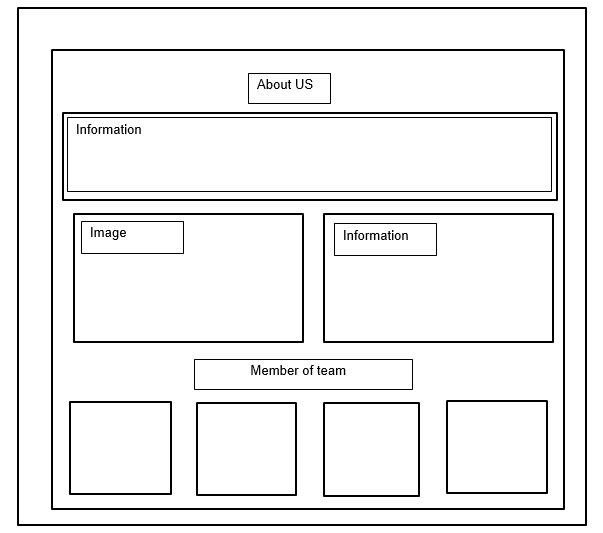 About US
Information
Image
Information
Member of team